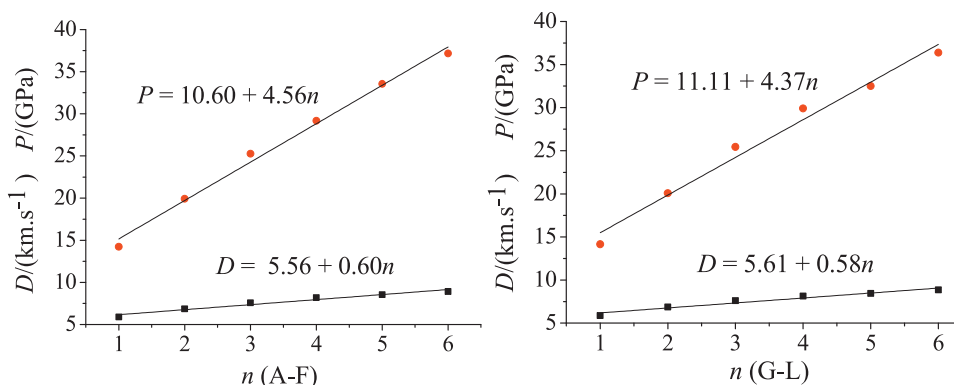 D/(km.s⁻¹) P/(GPa)
40
35
30
25
20
15
10
5
P = 10.60 + 4.56n
D = 5.56 + 0.60n
1 2 3 4 5 6
n (A-F)
D/(km.s⁻¹) P/(GPa)
40
35
30
25
20
15
10
5
P = 11.11 + 4.37n
D = 5.61 + 0.58n
1 2 3 4 5 6
n (G-L)